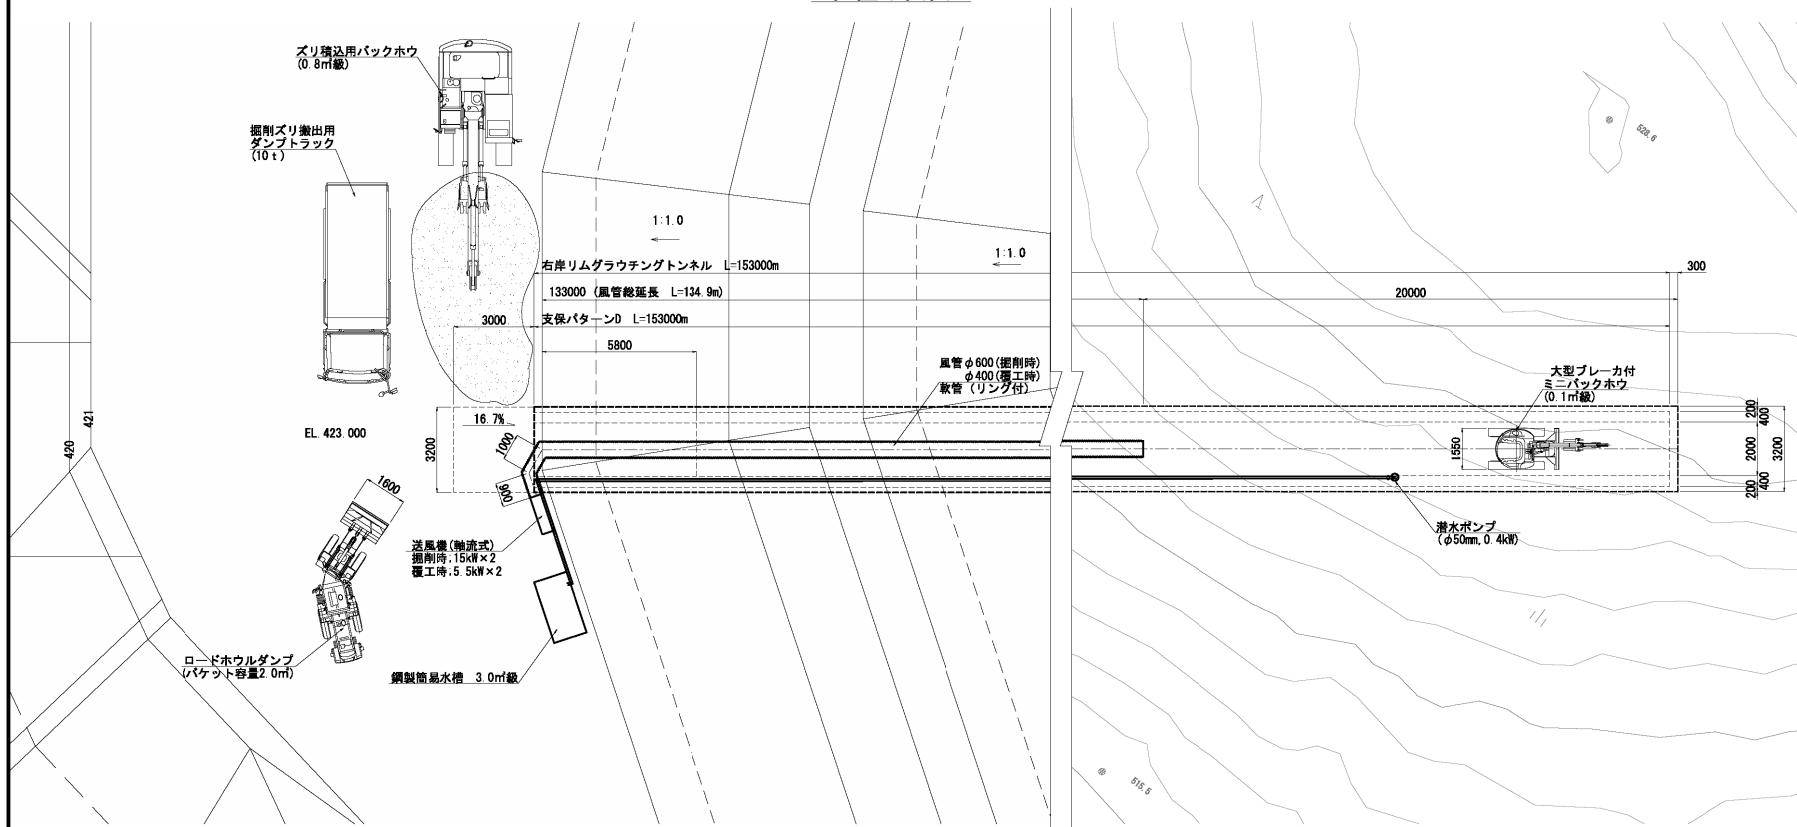 ズリ積込用バックホウ
(0.8㎥級)
掘削ズリ搬出用
ダンプトラック
(10t)
1:1.0
1:1.0
528.6
右岸リムグラウチングトンネル L=153000m
300
133000 (風管総延長 L=134.9m)
20000
3000
支保パターンD L=153000m
5800
風管φ600(掘削時)
φ400(覆工時)
軟管 (リング付)
大型ブレーカ付
ミニバックホウ
(0.1㎥級)
421
420
EL.423.000
16.7%
3200
1000
900
1550
200
400
2000
3200
200
400
1600
潜水ポンプ
(φ50mm, 0.4kW)
送風機(軸流式)
掘削時;15kW×2
覆工時;5.5kW×2
ロードホウルダンプ
(バケット容量2.0㎥)
鋼製簡易水槽 3.0㎥級
515.5